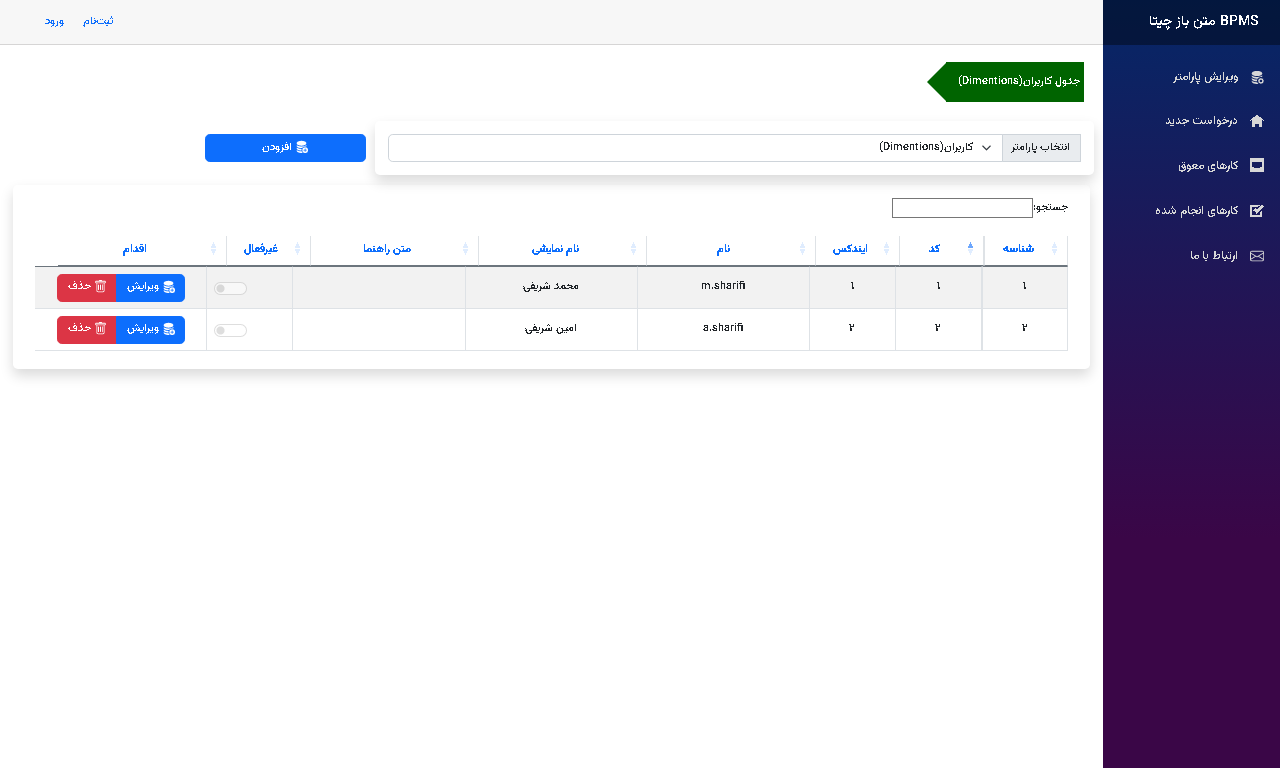 BPMS متن باز چیتا
ویرایش پارامتر
درخواست جدید
کارهای معوق
کارهای انجام شده
ارتباط با ما
ثبت‌نام ورود
جدول کاربران(Dimentions)
انتخاب پارامتر کاربران(Dimentions) افزودن
جستجو:
شناسه کد ایندکس نام نام نمایشی متن راهنما غیرفعال اقدام
۱ ۱ ۱ m.sharifi محمد شریفی ویرایش حذف
۲ ۲ ۲ a.sharifi امین شریفی ویرایش حذف